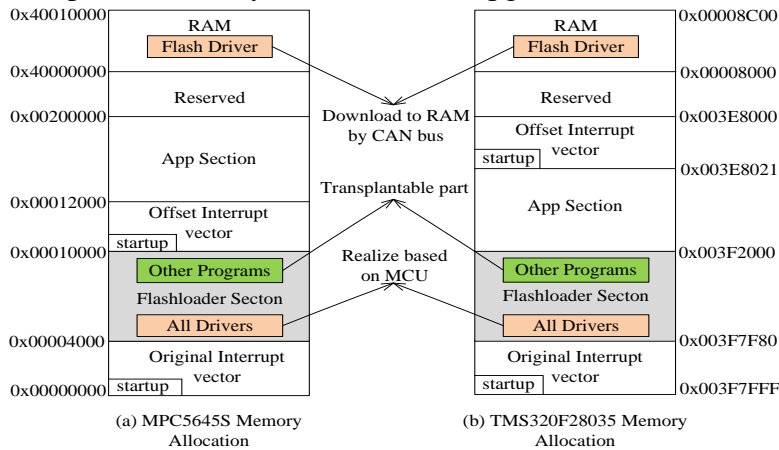 0x40010000
RAM
Flash Driver
0x40000000
Reserved
0x00200000
App Section
0x00012000
Offset Interrupt
vector
startup
0x00010000
Other Programs
Flashloader Secton
All Drivers
0x00004000
Original Interrupt
vector
startup
0x00000000
(a) MPC5645S Memory
Allocation
Download to RAM
by CAN bus
Transplantable part
Realize based
on MCU
0x00008C00
RAM
Flash Driver
0x00008000
Reserved
0x003E8000
Offset Interrupt
vector
startup
0x003E8021
App Section
0x003F2000
Other Programs
Flashloader Secton
All Drivers
0x003F7F80
Original Interrupt
vector
startup
0x003F7FFF
(b) TMS320F28035 Memory
Allocation